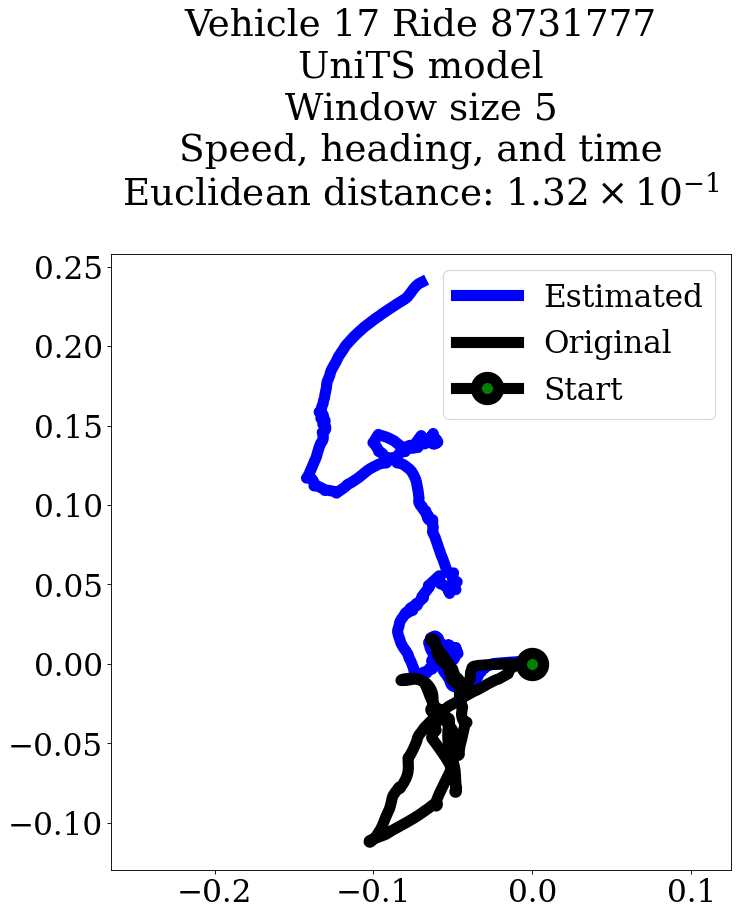 Vehicle 17 Ride 8731777
UniTS model
Window size 5
Speed, heading, and time
Euclidean distance: 1.32 × 10⁻¹
Estimated
Original
Start
0.25
0.20
0.15
0.10
0.05
0.00
−0.05
−0.10
−0.2
−0.1
0.0
0.1